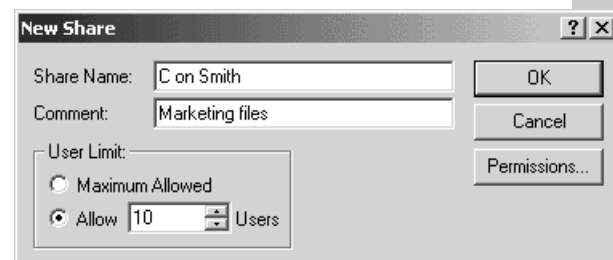 New Share
Share Name: C on Smith
OK
Comment: Marketing files
Cancel
User Limit:
Permissions...
Maximum Allowed
Allow 10 Users